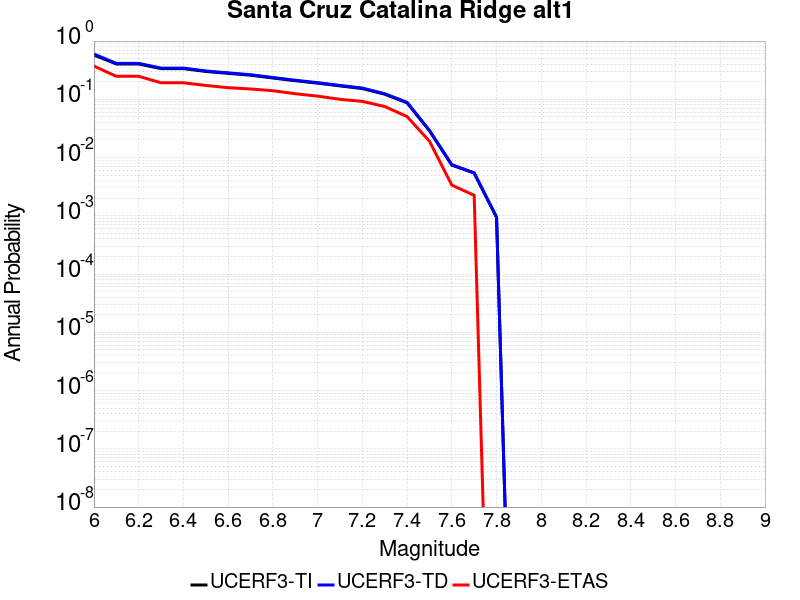 Santa Cruz Catalina Ridge alt1
Annual Probability
10^0
10^-1
10^-2
10^-3
10^-4
10^-5
10^-6
10^-7
10^-8
6 6.2 6.4 6.6 6.8 7 7.2 7.4 7.6 7.8 8 8.2 8.4 8.6 8.8 9
Magnitude
UCERF3-TI UCERF3-TD UCERF3-ETAS